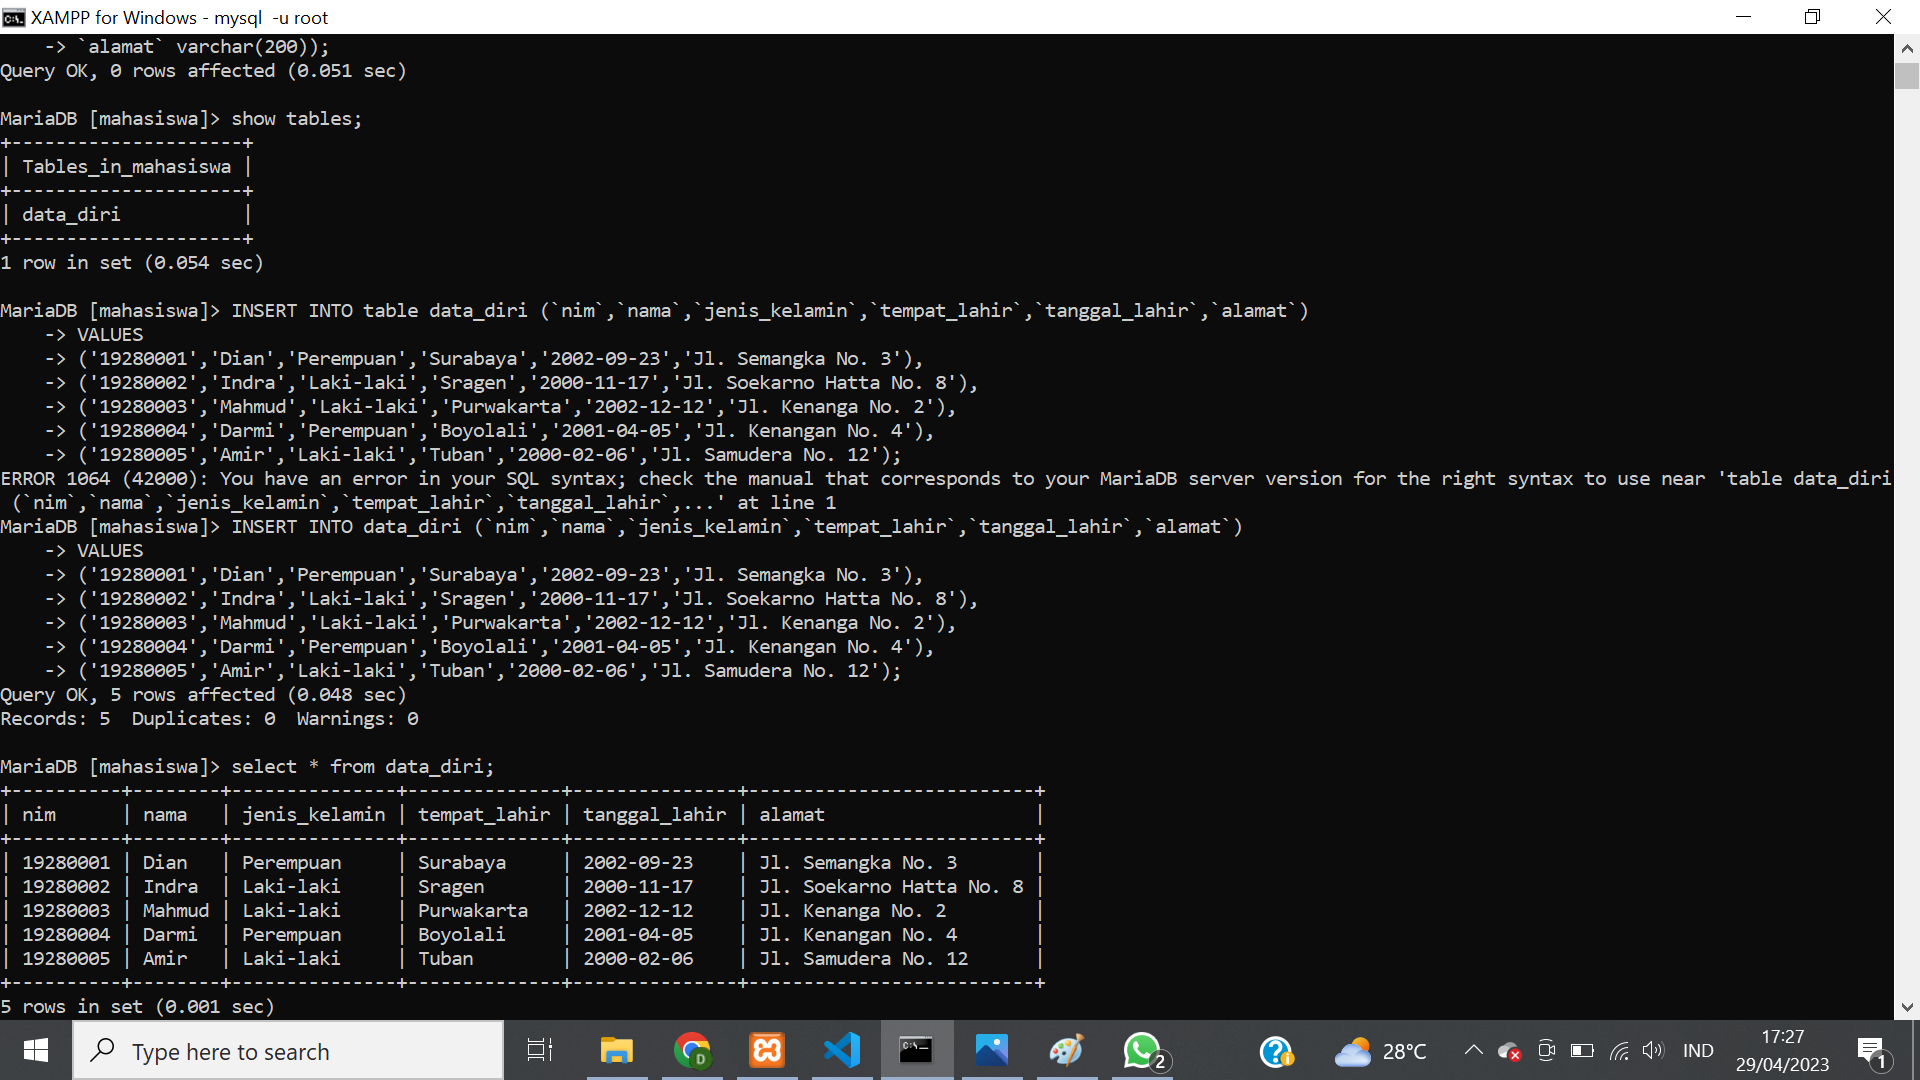 XAMPP for Windows - mysql  -u root
    -> `alamat` varchar(200));
Query OK, 0 rows affected (0.051 sec)
MariaDB [mahasiswa]> show tables;
+---------------------+
| Tables_in_mahasiswa |
+---------------------+
| data_diri           |
+---------------------+
1 row in set (0.054 sec)
MariaDB [mahasiswa]> INSERT INTO table data_diri (`nim`,`nama`,`jenis_kelamin`,`tempat_lahir`,`tanggal_lahir`,`alamat`)
    -> VALUES
    -> ('19280001','Dian','Perempuan','Surabaya','2002-09-23','Jl. Semangka No. 3'),
    -> ('19280002','Indra','Laki-laki','Sragen','2000-11-17','Jl. Soekarno Hatta No. 8'),
    -> ('19280003','Mahmud','Laki-laki','Purwakarta','2002-12-12','Jl. Kenanga No. 2'),
    -> ('19280004','Darmi','Perempuan','Boyolali','2001-04-05','Jl. Kenangan No. 4'),
    -> ('19280005','Amir','Laki-laki','Tuban','2000-02-06','Jl. Samudera No. 12');
ERROR 1064 (42000): You have an error in your SQL syntax; check the manual that corresponds to your MariaDB server version for the right syntax to use near 'table data_diri
 (`nim`,`nama`,`jenis_kelamin`,`tempat_lahir`,`tanggal_lahir`,...' at line 1
MariaDB [mahasiswa]> INSERT INTO data_diri (`nim`,`nama`,`jenis_kelamin`,`tempat_lahir`,`tanggal_lahir`,`alamat`)
    -> VALUES
    -> ('19280001','Dian','Perempuan','Surabaya','2002-09-23','Jl. Semangka No. 3'),
    -> ('19280002','Indra','Laki-laki','Sragen','2000-11-17','Jl. Soekarno Hatta No. 8'),
    -> ('19280003','Mahmud','Laki-laki','Purwakarta','2002-12-12','Jl. Kenanga No. 2'),
    -> ('19280004','Darmi','Perempuan','Boyolali','2001-04-05','Jl. Kenangan No. 4'),
    -> ('19280005','Amir','Laki-laki','Tuban','2000-02-06','Jl. Samudera No. 12');
Query OK, 5 rows affected (0.048 sec)
Records: 5  Duplicates: 0  Warnings: 0
MariaDB [mahasiswa]> select * from data_diri;
+----------+--------+---------------+--------------+---------------+--------------------------+
| nim      | nama   | jenis_kelamin | tempat_lahir | tanggal_lahir | alamat                   |
+----------+--------+---------------+--------------+---------------+--------------------------+
| 19280001 | Dian   | Perempuan     | Surabaya     | 2002-09-23    | Jl. Semangka No. 3       |
| 19280002 | Indra  | Laki-laki     | Sragen       | 2000-11-17    | Jl. Soekarno Hatta No. 8 |
| 19280003 | Mahmud | Laki-laki     | Purwakarta   | 2002-12-12    | Jl. Kenanga No. 2        |
| 19280004 | Darmi  | Perempuan     | Boyolali     | 2001-04-05    | Jl. Kenangan No. 4       |
| 19280005 | Amir   | Laki-laki     | Tuban        | 2000-02-06    | Jl. Samudera No. 12      |
+----------+--------+---------------+--------------+---------------+--------------------------+
5 rows in set (0.001 sec)
Type here to search
D
2
28°C
IND
17:27
29/04/2023
1